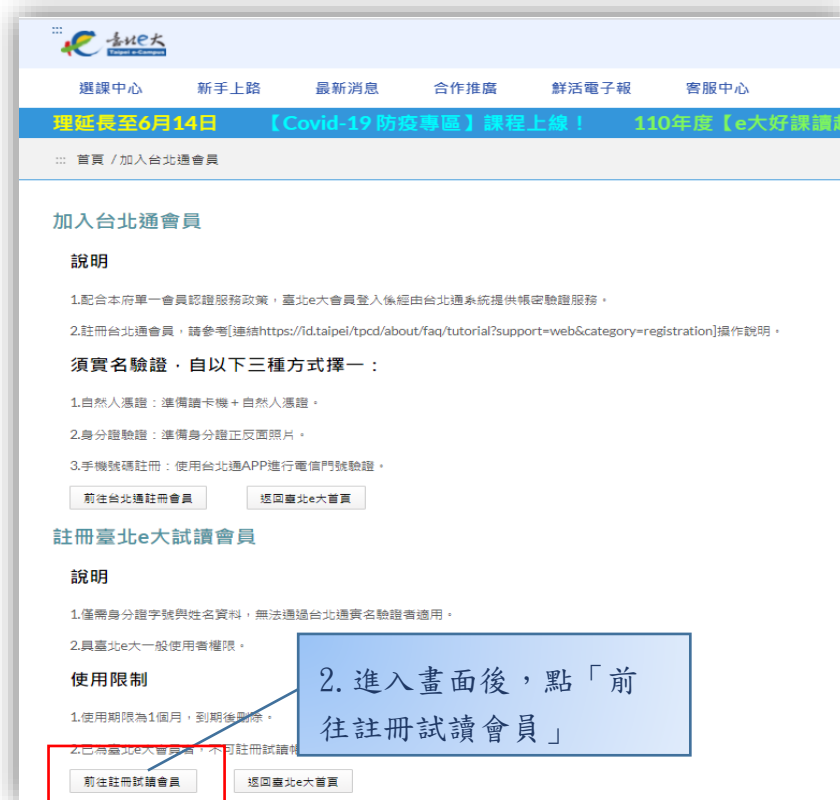 :::
臺北e大
Taipei e-Campus
選課中心 新手上路 最新消息 合作推廣 鮮活電子報 客服中心
理延長至6月14日 【Covid-19 防疫專區】課程上線！ 110年度【e大好課讀
::: 首頁 /加入台北通會員
加入台北通會員
說明
1.配合本府單一會員認證服務政策，臺北e大會員登入係經由台北通系統提供帳密驗證服務。
2.註冊台北通會員，請參考[連結https://id.taipei/tpcd/about/faq/tutorial?support=web&category=registration]操作說明。
須實名驗證，自以下三種方式擇一：
1.自然人憑證：準備讀卡機+自然人憑證。
2.身分證驗證：準備身分證正反面照片。
3.手機號碼註冊：使用台北通APP進行電信門號驗證。
前往台北通註冊會員 返回臺北e大首頁
註冊臺北e大試讀會員
說明
1.僅需身分證字號與姓名資料，無法通過台北通實名驗證者適用。
2.具臺北e大一般使用者權限。
使用限制
1.使用期限為1個月，到期後刪除。
2.已為臺北e大會員者，不可註冊試讀帳
前往註冊試讀會員 返回臺北e大首頁
2.進入畫面後，點「前
往註冊試讀會員」